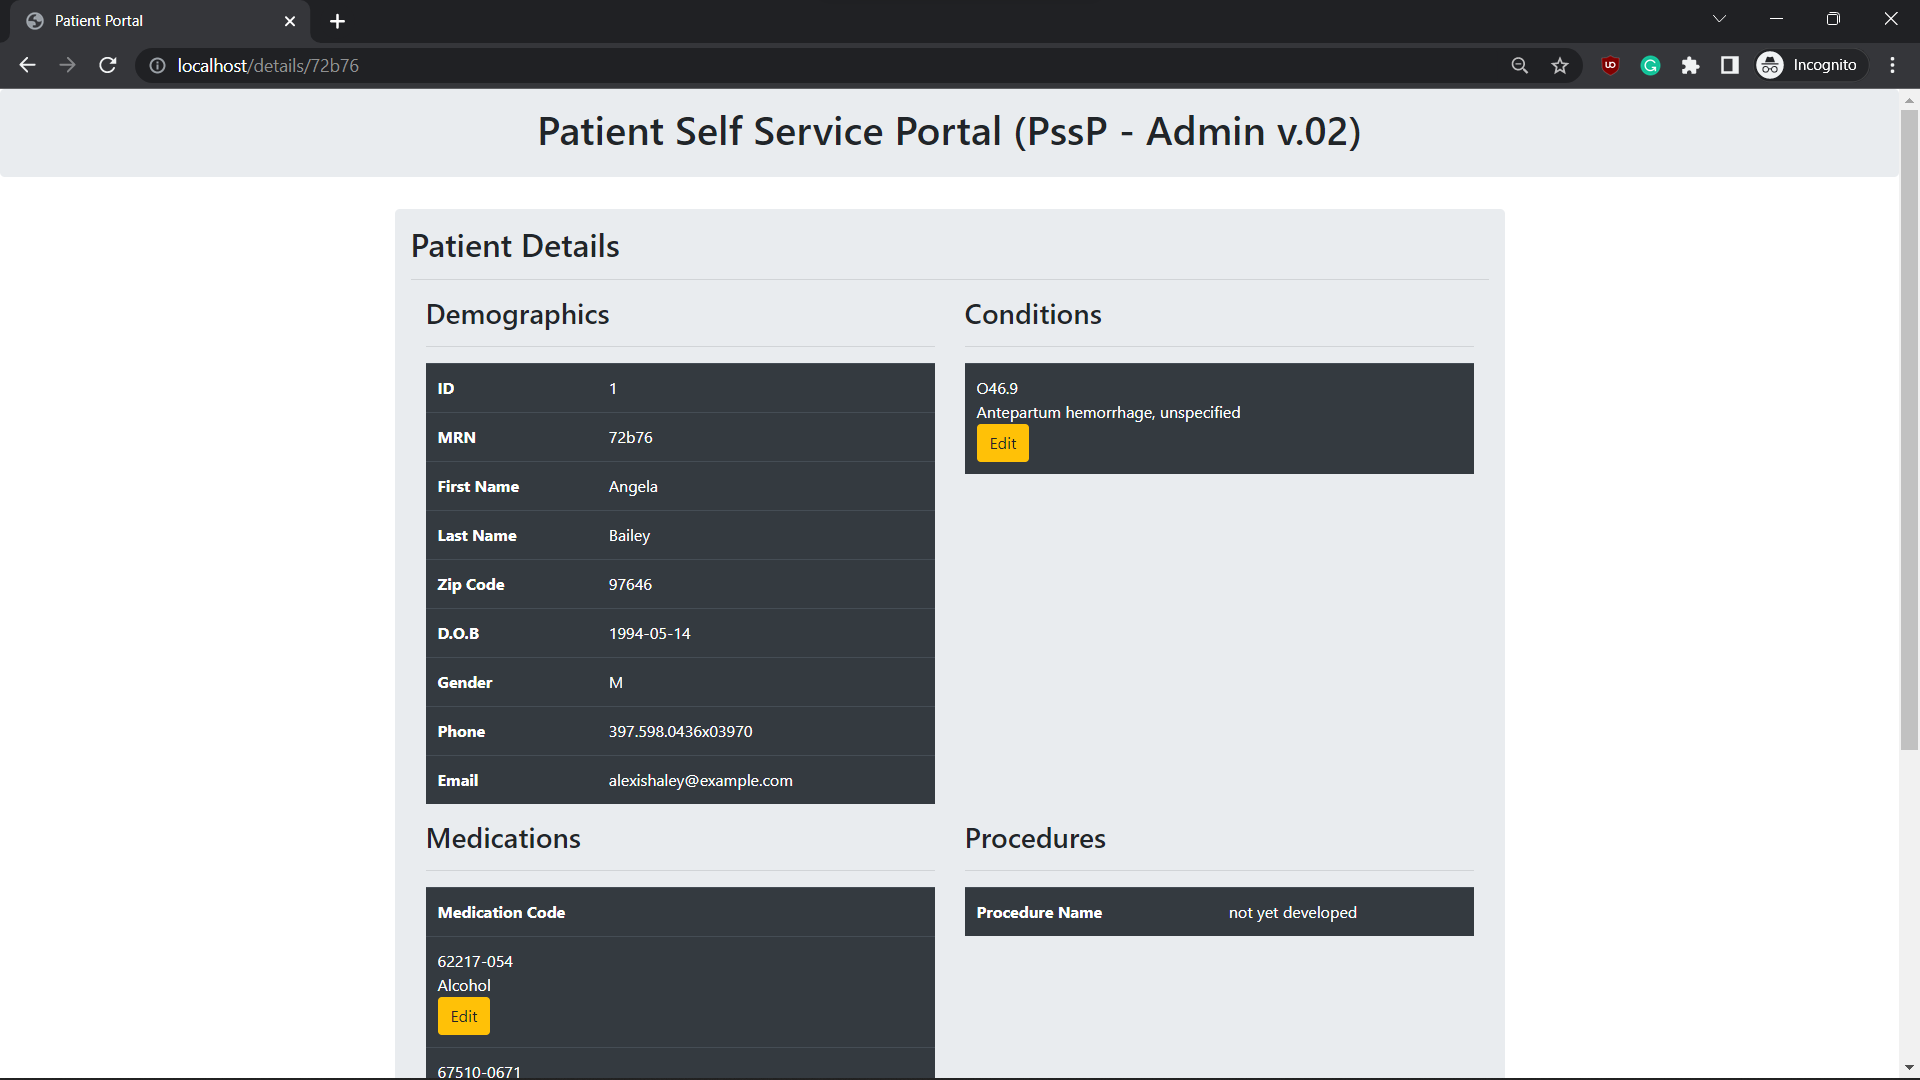 Patient Portal
localhost/details/72b76
Incognito
Patient Self Service Portal (PssP - Admin v.02)
Patient Details
Demographics
ID 1
MRN 72b76
First Name Angela
Last Name Bailey
Zip Code 97646
D.O.B 1994-05-14
Gender M
Phone 397.598.0436x03970
Email alexishaley@example.com
Conditions
O46.9
Antepartum hemorrhage, unspecified
Edit
Medications
Medication Code
62217-054
Alcohol
Edit
67510-0671
Procedures
Procedure Name not yet developed